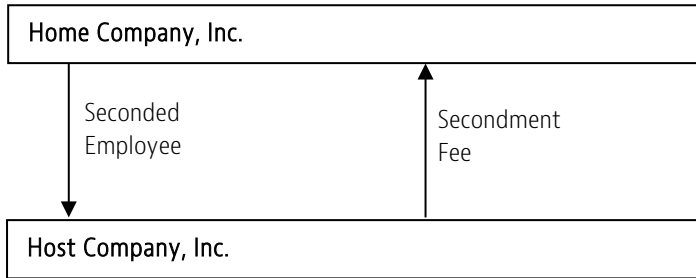 Home Company, Inc.
Seconded
Employee
Secondment
Fee
Host Company, Inc.